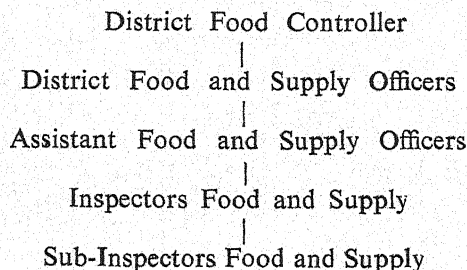 District Food Controller
District Food and Supply Officers
Assistant Food and Supply Officers
Inspectors Food and Supply
Sub-Inspectors Food and Supply